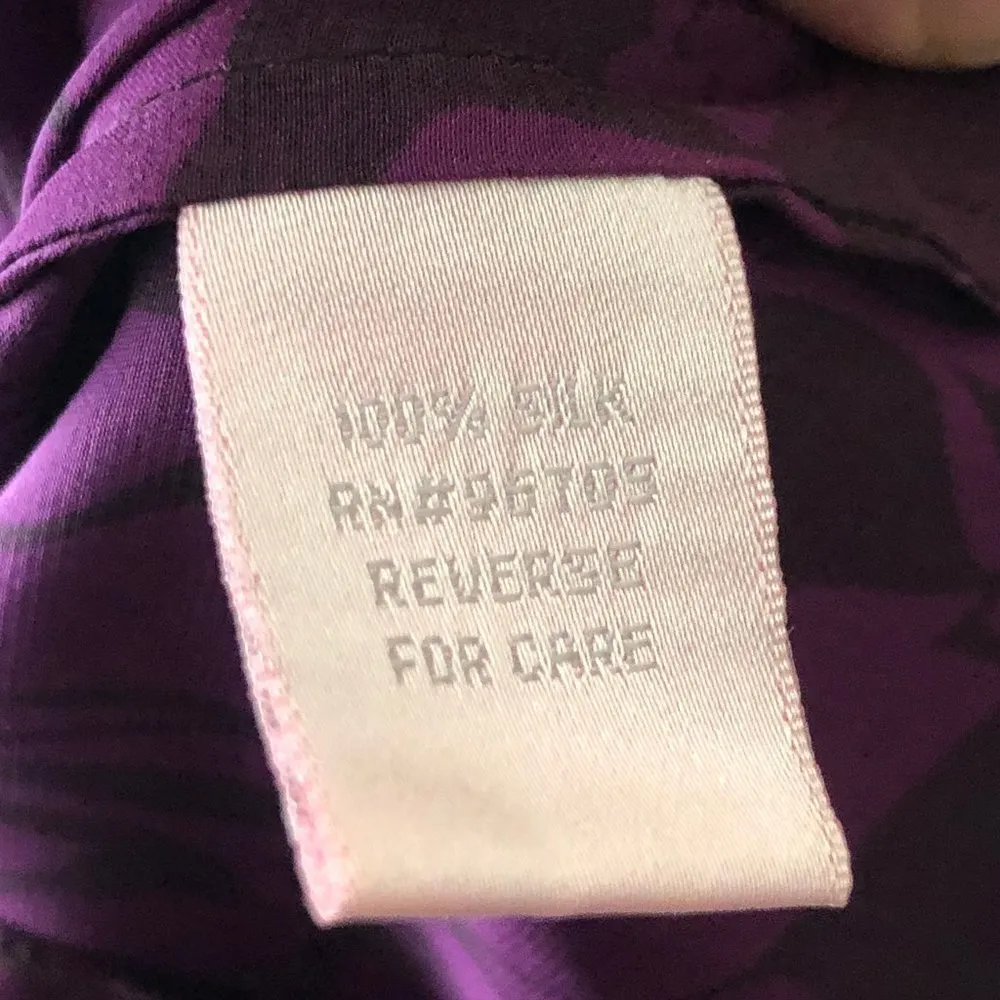 100% SILK
RN#96709
REVERSE
FOR CARE